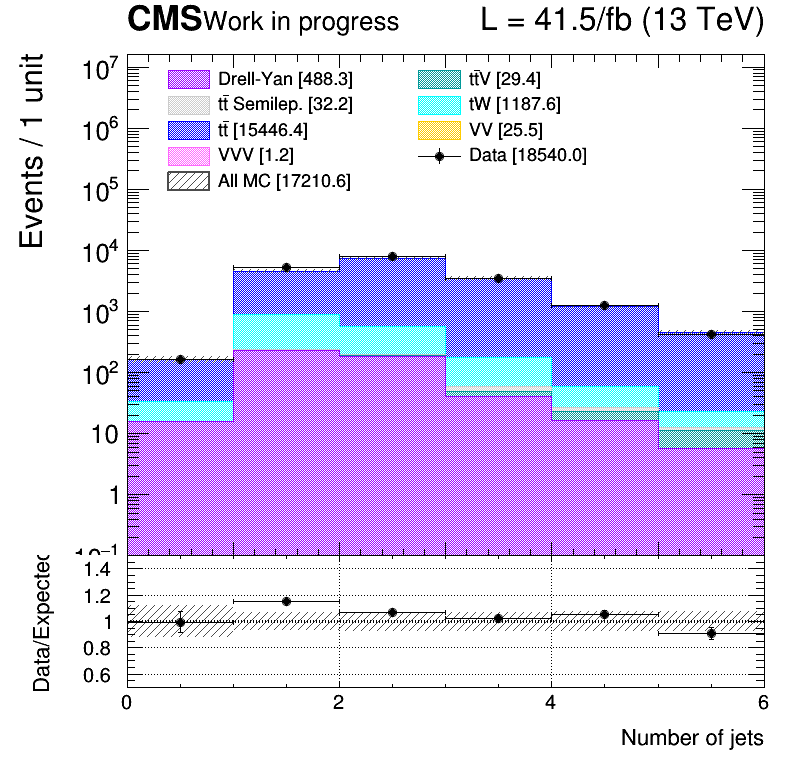 CMS Work in progress L = 41.5/fb (13 TeV)
Events / 1 unit
10⁷
10⁶
10⁵
10⁴
10³
10²
10
1
10⁻¹
Drell-Yan [488.3]
tt̄ Semilep. [32.2]
tt̄ [15446.4]
VVV [1.2]
All MC [17210.6]
tt̄V [29.4]
tW [1187.6]
VV [25.5]
Data [18540.0]
Data/Expected
1.4
1.2
1
0.8
0.6
0 2 4 6
Number of jets